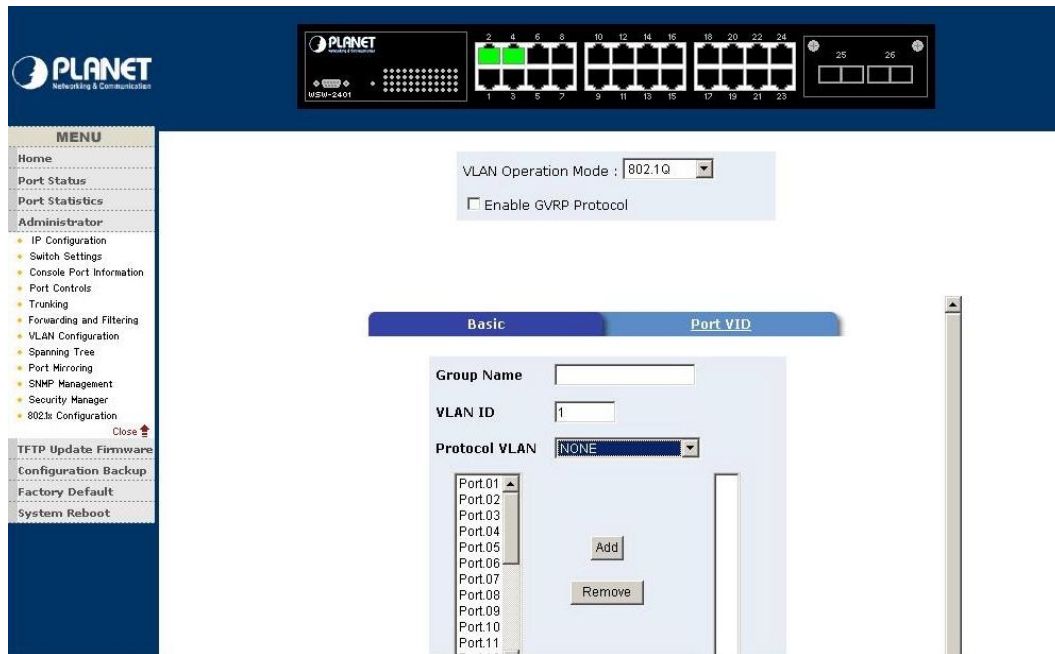 PLANET
Networking & Communication
PLANET
Networking & Communication
WSW-2401
2 4 6 8 10 12 14 16 18 20 22 24
1 3 5 7 9 11 13 15 17 19 21 23
25 26
MENU
Home
Port Status
Port Statistics
Administrator
IP Configuration
Switch Settings
Console Port Information
Port Controls
Trunking
Forwarding and Filtering
VLAN Configuration
Spanning Tree
Port Mirroring
SNMP Management
Security Manager
802.1x Configuration
Close
TFTP Update Firmware
Configuration Backup
Factory Default
System Reboot
VLAN Operation Mode : 802.1Q
Enable GVRP Protocol
Basic
Port VID
Group Name
VLAN ID 1
Protocol VLAN NONE
Port.01
Port.02
Port.03
Port.04
Port.05
Port.06
Port.07
Port.08
Port.09
Port.10
Port.11
Add
Remove